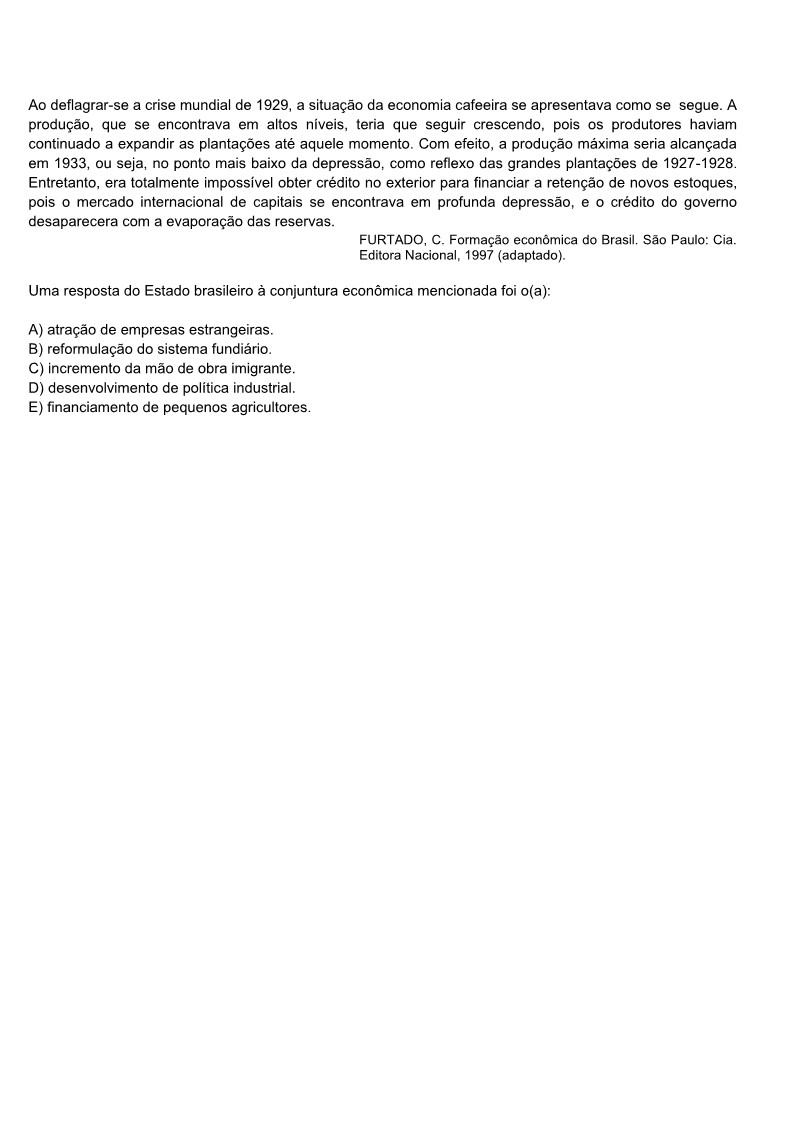 Ao deflagrar-se a crise mundial de 1929, a situação da economia cafeeira se apresentava como se segue. A
produção, que se encontrava em altos níveis, teria que seguir crescendo, pois os produtores haviam
continuado a expandir as plantações até aquele momento. Com efeito, a produção máxima seria alcançada
em 1933, ou seja, no ponto mais baixo da depressão, como reflexo das grandes plantações de 1927-1928.
Entretanto, era totalmente impossível obter crédito no exterior para financiar a retenção de novos estoques,
pois o mercado internacional de capitais se encontrava em profunda depressão, e o crédito do governo
desaparecera com a evaporação das reservas.
FURTADO, C. Formação econômica do Brasil. São Paulo: Cia.
Editora Nacional, 1997 (adaptado).
Uma resposta do Estado brasileiro à conjuntura econômica mencionada foi o(a):
A) atração de empresas estrangeiras.
B) reformulação do sistema fundiário.
C) incremento da mão de obra imigrante.
D) desenvolvimento de política industrial.
E) financiamento de pequenos agricultores.